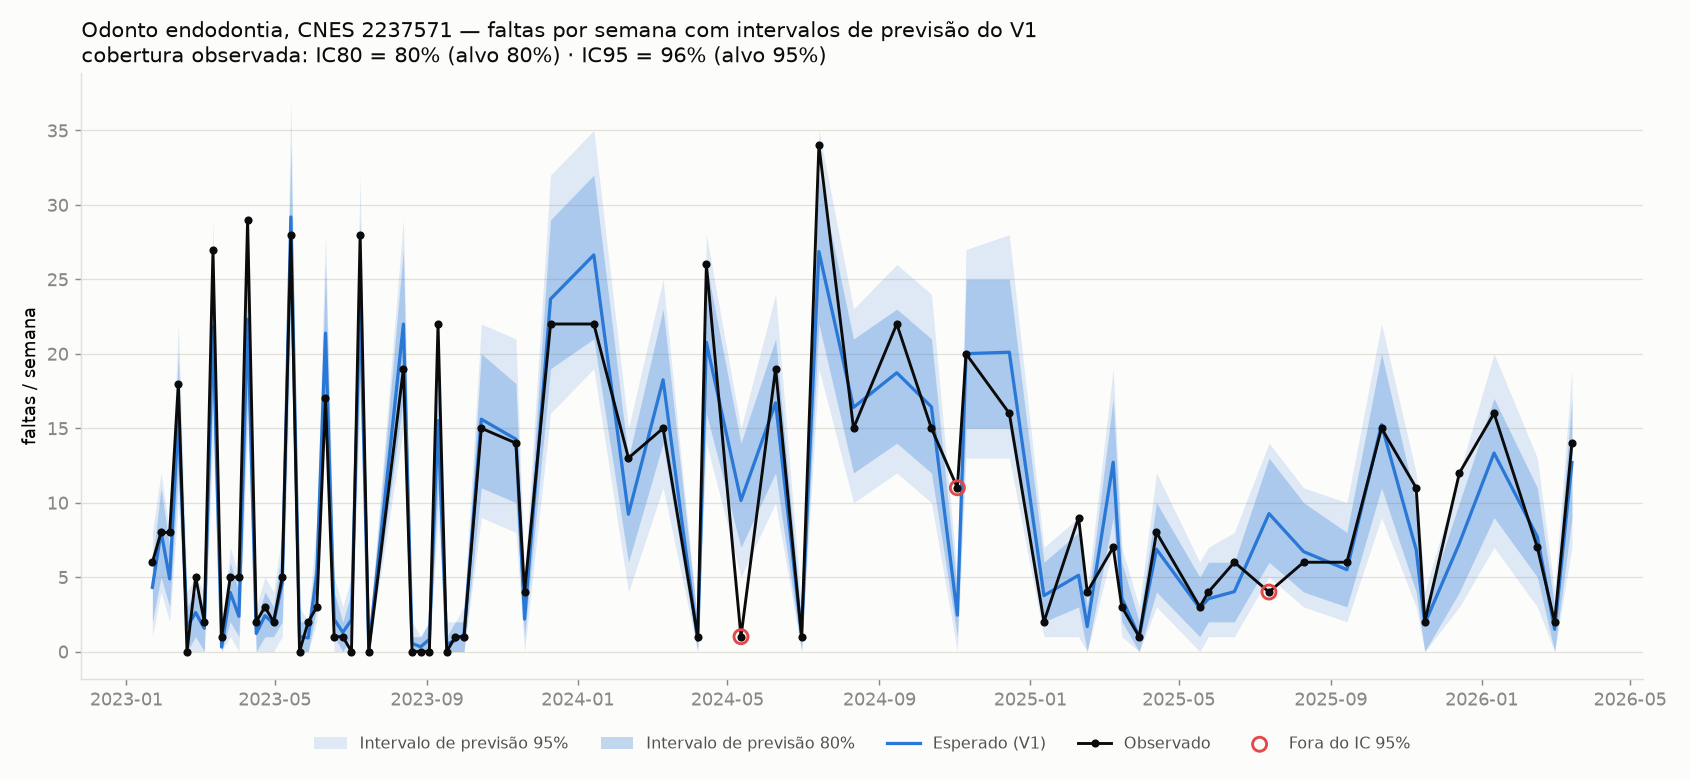 Odonto endodontia, CNES 2237571 — faltas por semana com intervalos de previsão do V1
cobertura observada: IC80 = 80% (alvo 80%) · IC95 = 96% (alvo 95%)
faltas / semana
35
30
25
20
15
10
5
0
2023-01 2023-05 2023-09 2024-01 2024-05 2024-09 2025-01 2025-05 2025-09 2026-01 2026-05
Intervalo de previsão 95% Intervalo de previsão 80% Esperado (V1) Observado Fora do IC 95%